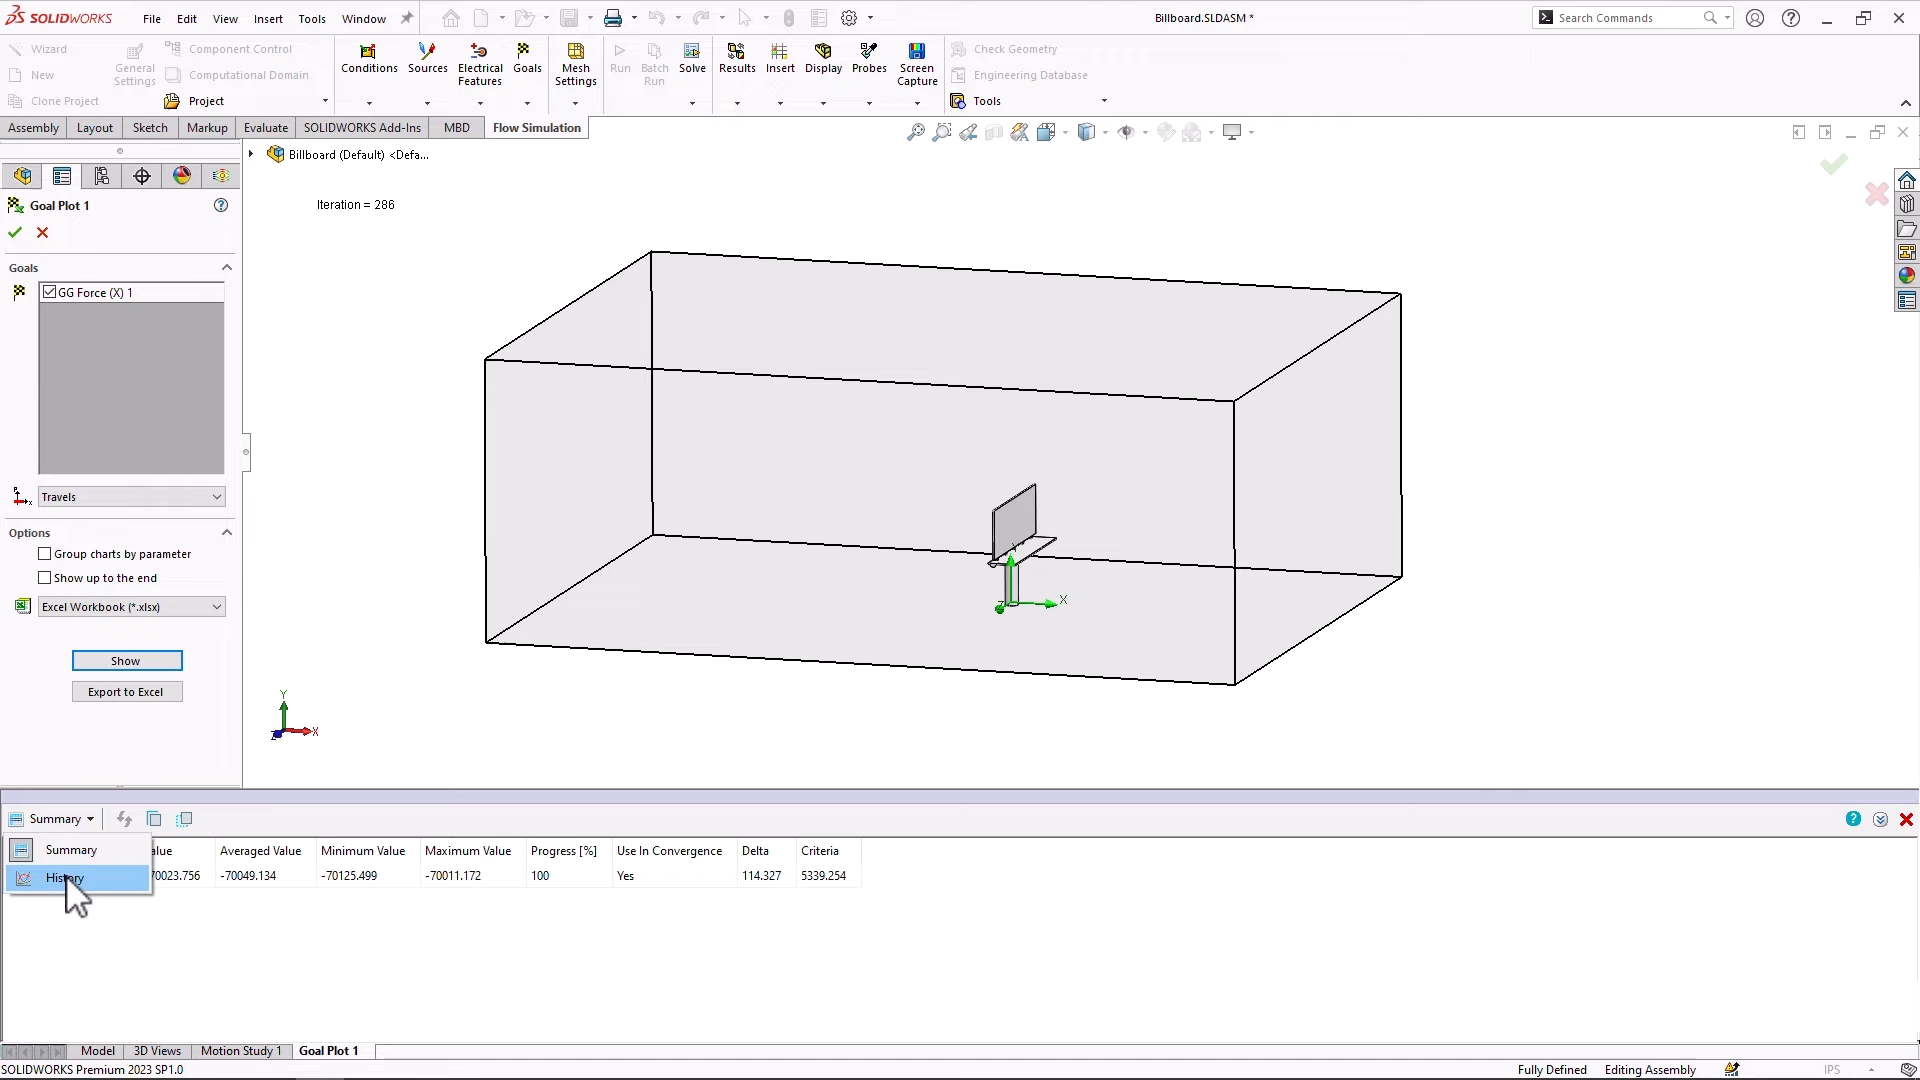 SOLIDWORKS
File Edit View Insert Tools Window
Billboard.SLDASM *
Search Commands
Wizard
New
Clone Project
General Settings
Component Control
Computational Domain
Project
Conditions
Sources
Electrical Features
Goals
Mesh Settings
Run
Batch Run
Solve
Results
Insert
Display
Probes
Screen Capture
Check Geometry
Engineering Database
Tools
Assembly Layout Sketch Markup Evaluate SOLIDWORKS Add-Ins MBD Flow Simulation
Billboard (Default) <Defa...
Goal Plot 1
Iteration = 286
Goals
GG Force (X) 1
Travels
Options
Group charts by parameter
Show up to the end
Excel Workbook (*.xlsx)
Show
Export to Excel
Y
X
Z
Y
X
Z
Summary
Summary
History
alue Averaged Value Minimum Value Maximum Value Progress [%] Use In Convergence Delta Criteria
70023.756 -70049.134 -70125.499 -70011.172 100 Yes 114.327 5339.254
Model 3D Views Motion Study 1 Goal Plot 1
SOLIDWORKS Premium 2023 SP1.0
Fully Defined Editing Assembly IPS